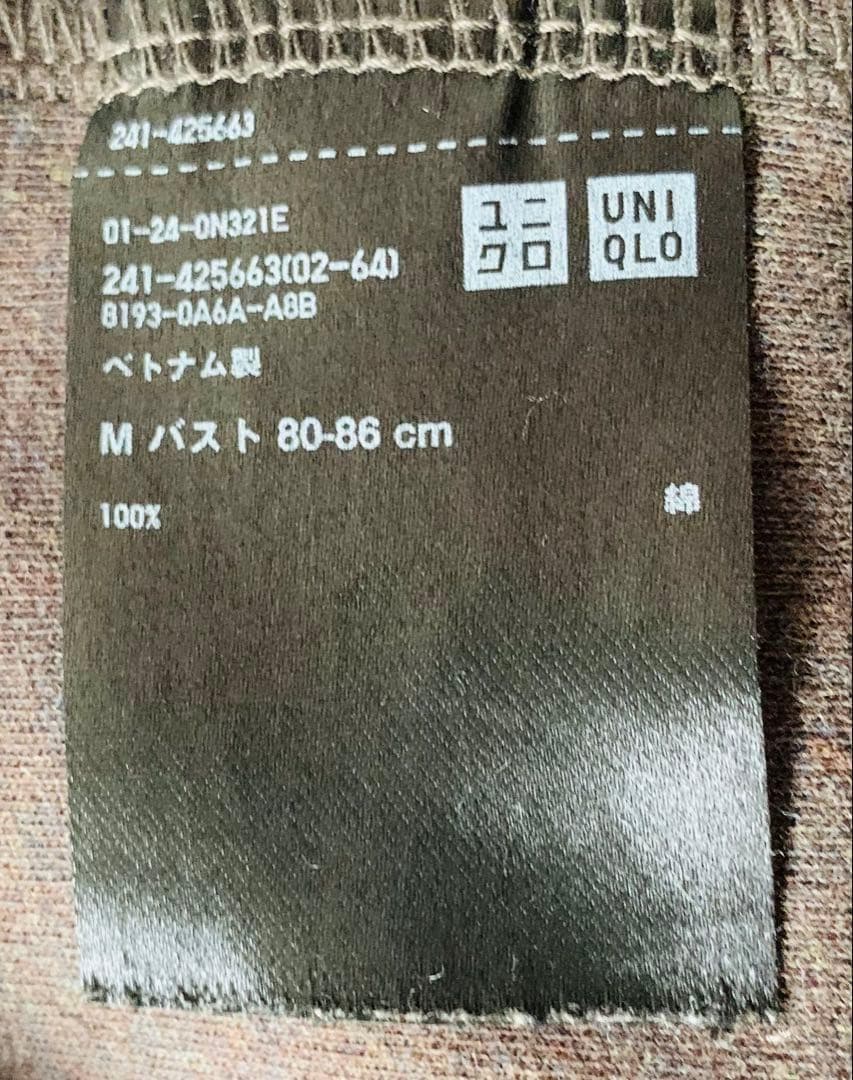 241-425663
01-24-0N321E
241-425663(02-64)
8193-0A6A-A8B
ユニ
クロ
UNI
QLO
ベトナム製
M バスト 80-86 cm
100% 綿